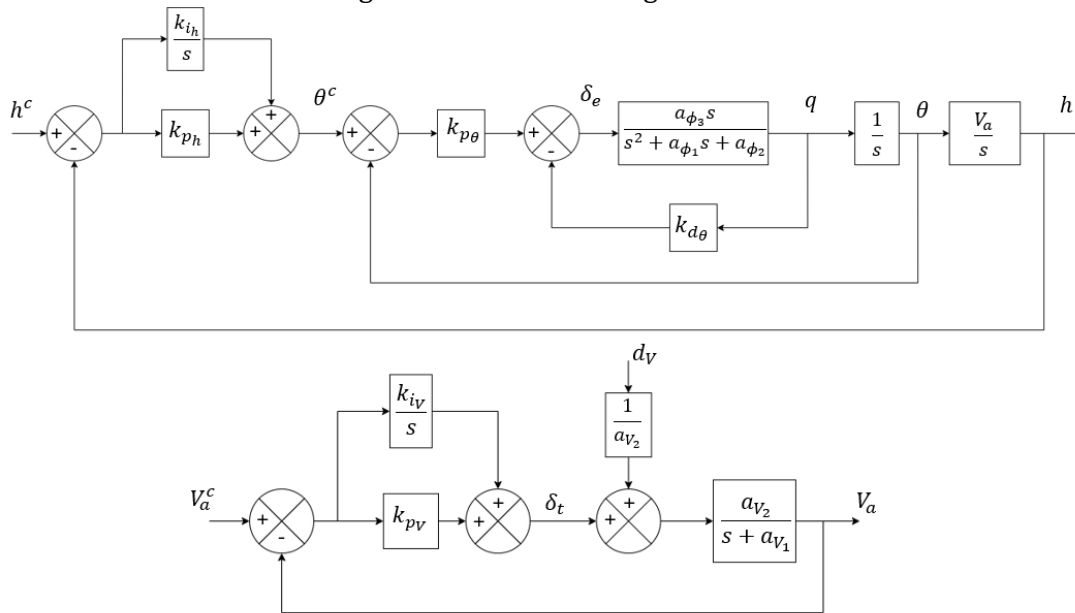 k_{i_h}
s
h^c
+
-
k_{p_h}
+
+
θ^c
+
-
k_{p_θ}
+
-
δ_e
a_{ϕ_3} s
s^2 + a_{ϕ_1} s + a_{ϕ_2}
q
1
s
θ
V_a
s
h
k_{d_θ}
d_V
k_{i_V}
s
1
a_{V_2}
V_a^c
+
-
k_{p_V}
+
+
δ_t
+
+
a_{V_2}
s + a_{V_1}
V_a